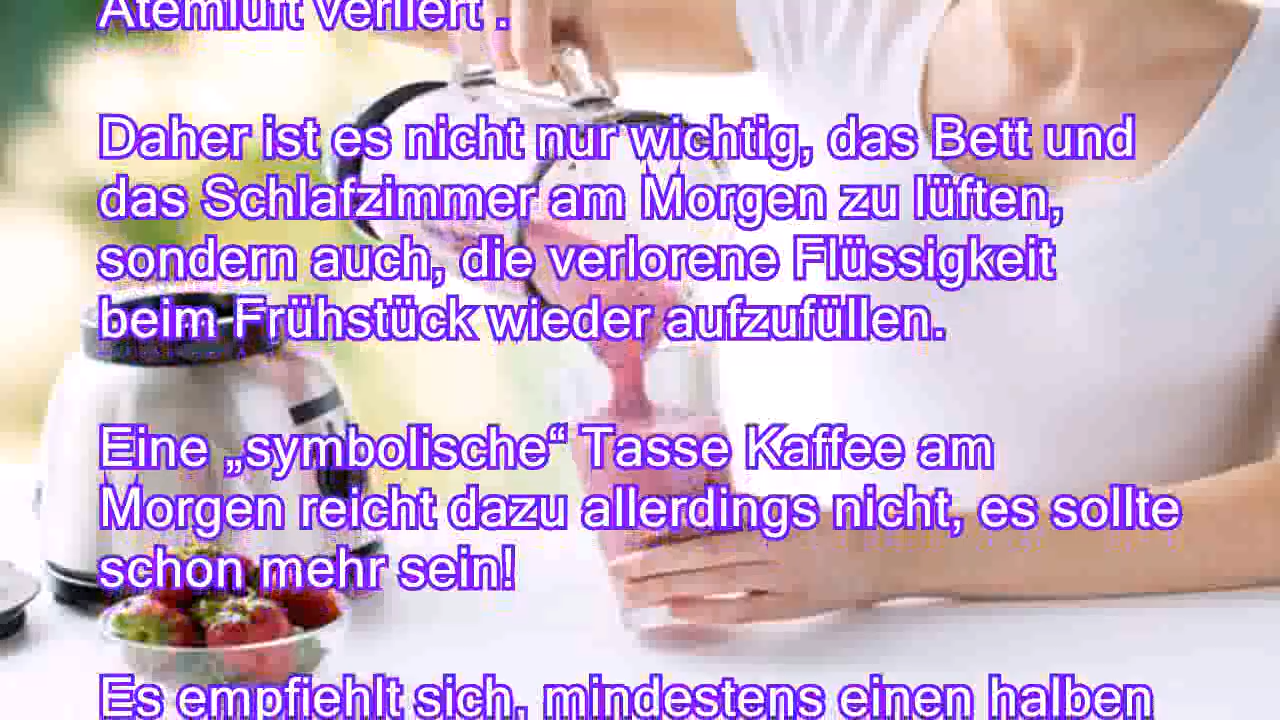 Atemluft verliert .
Daher ist es nicht nur wichtig, das Bett und
das Schlafzimmer am Morgen zu lüften,
sondern auch, die verlorene Flüssigkeit
beim Frühstück wieder aufzufüllen.
Eine „symbolische“ Tasse Kaffee am
Morgen reicht dazu allerdings nicht, es sollte
schon mehr sein!
Es empfiehlt sich, mindestens einen halben